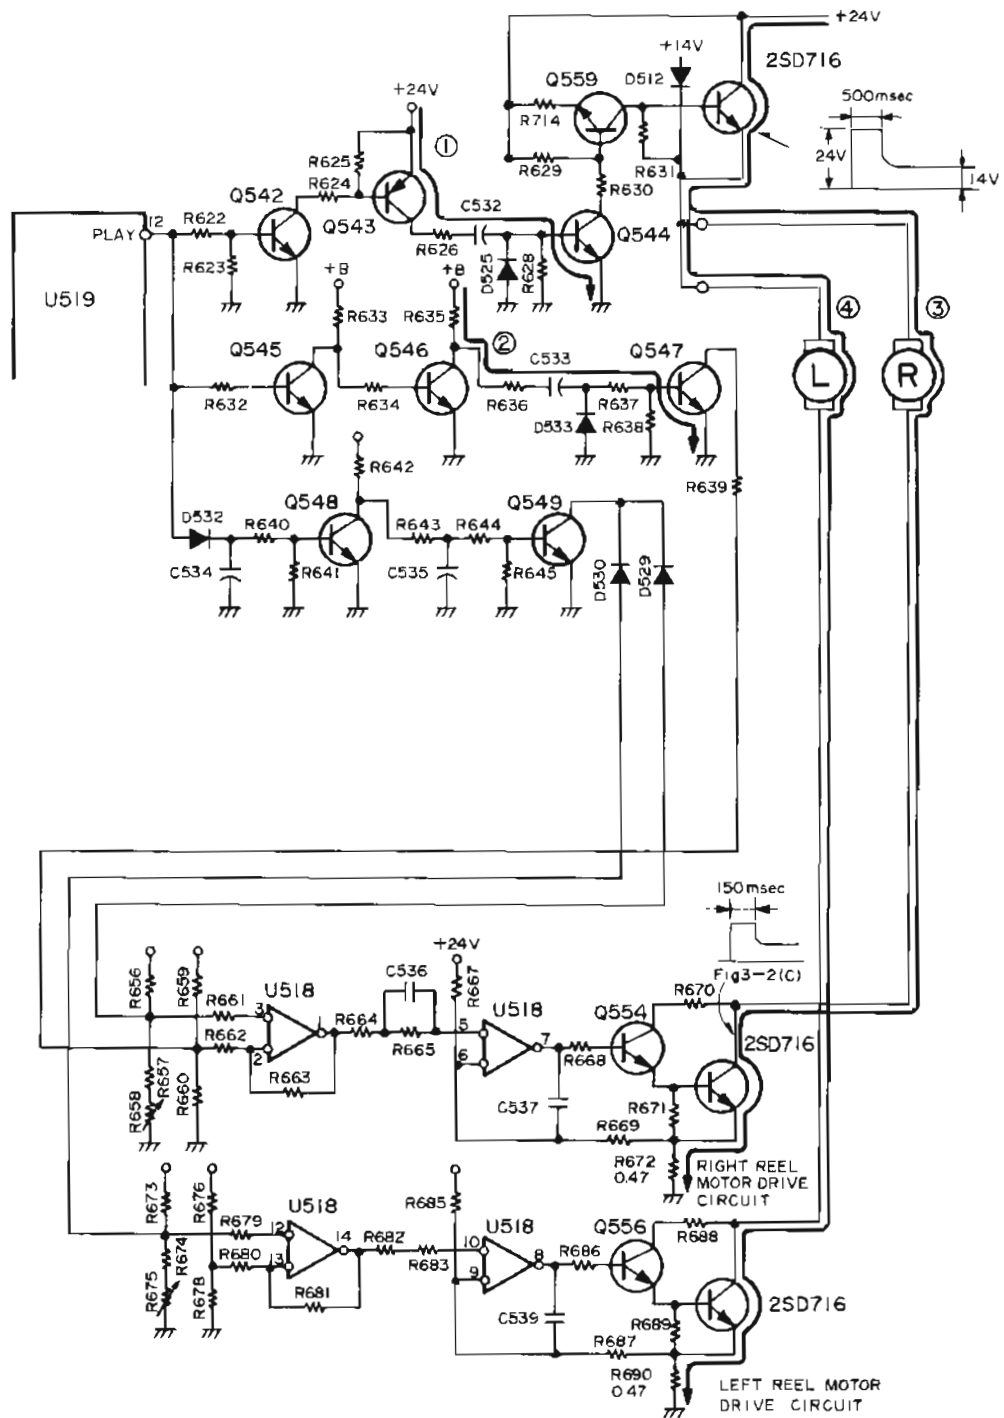 +24V
+14V
2SD716
Q559
D512
500msec
+24V
R714
24V
14V
①
R625
R629
R631
R630
R624
Q542
Q543
C532
Q544
12
R622
PLAY
R626
R623
D525
R628
U519
+B
+B
④
③
R633
R635
②
Q545
Q546
C533
Q547
L
R
R632
R634
R636
R637
D533
R638
R642
R639
Q548
Q549
D532
R640
R643
R644
C534
R641
C535
R645
D530
D529
150msec
+24V
Fig3-2(C)
R656
R659
C536
R667
R670
U518
U518
Q554
R661
3
1
R664
5
7
R662
2
R665
6
R668
2SD716
R657
R663
R658
R660
C537
R671
R669
R672
0.47
RIGHT REEL
MOTOR DRIVE
CIRCUIT
R673
R676
R685
U518
U518
Q556
R688
R679
12
14
R682
10
8
R686
R680
13
R683
9
R674
R675
R678
R681
C539
R689
2SD716
R687
R690
0.47
LEFT REEL MOTOR
DRIVE CIRCUIT